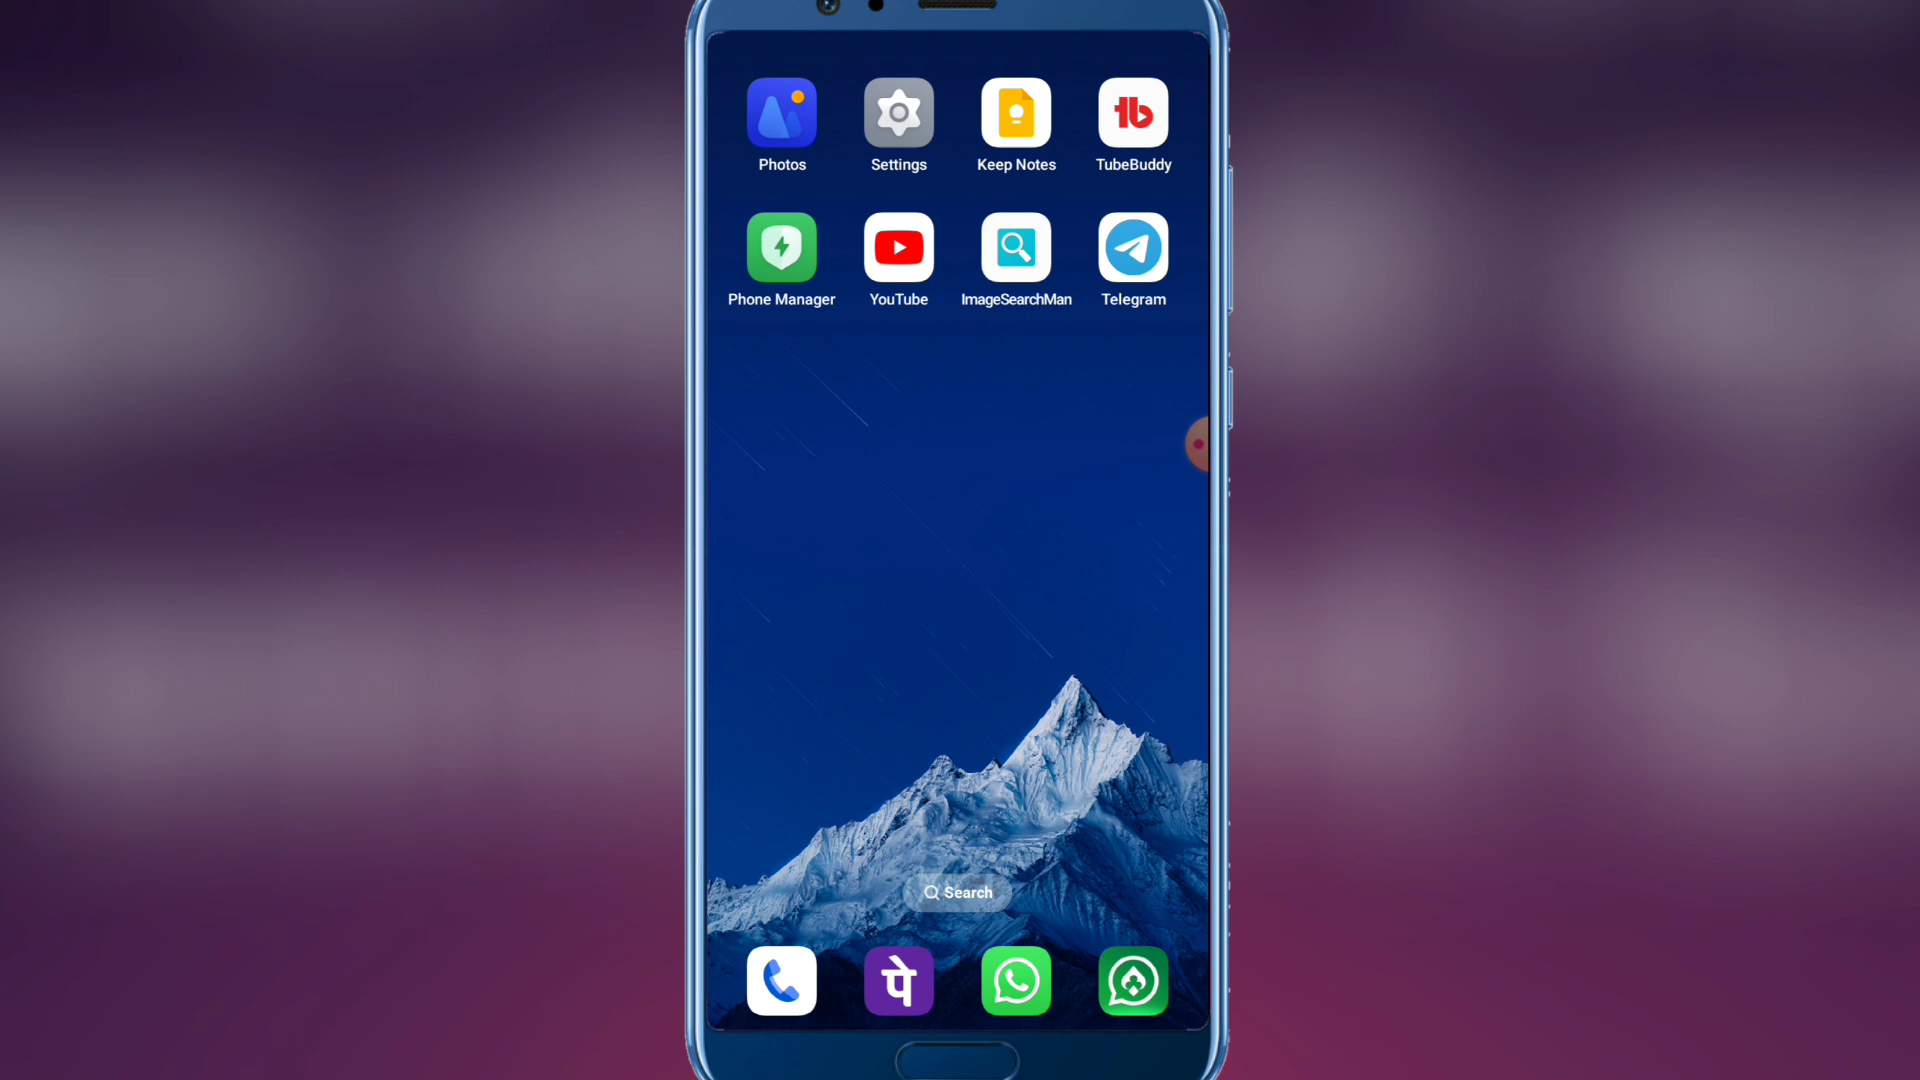 Photos Settings Keep Notes TubeBuddy
Phone Manager YouTube ImageSearchMan Telegram
Search
पे